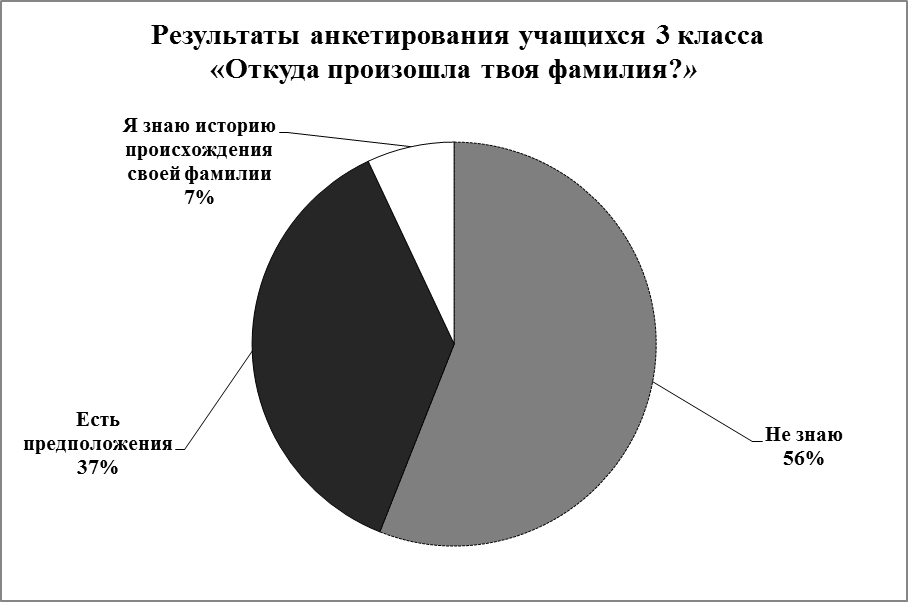 Результаты анкетирования учащихся 3 класса
«Откуда произошла твоя фамилия?»
Я знаю историю
происхождения
своей фамилии
7%
Есть
предположения
37%
Не знаю
56%